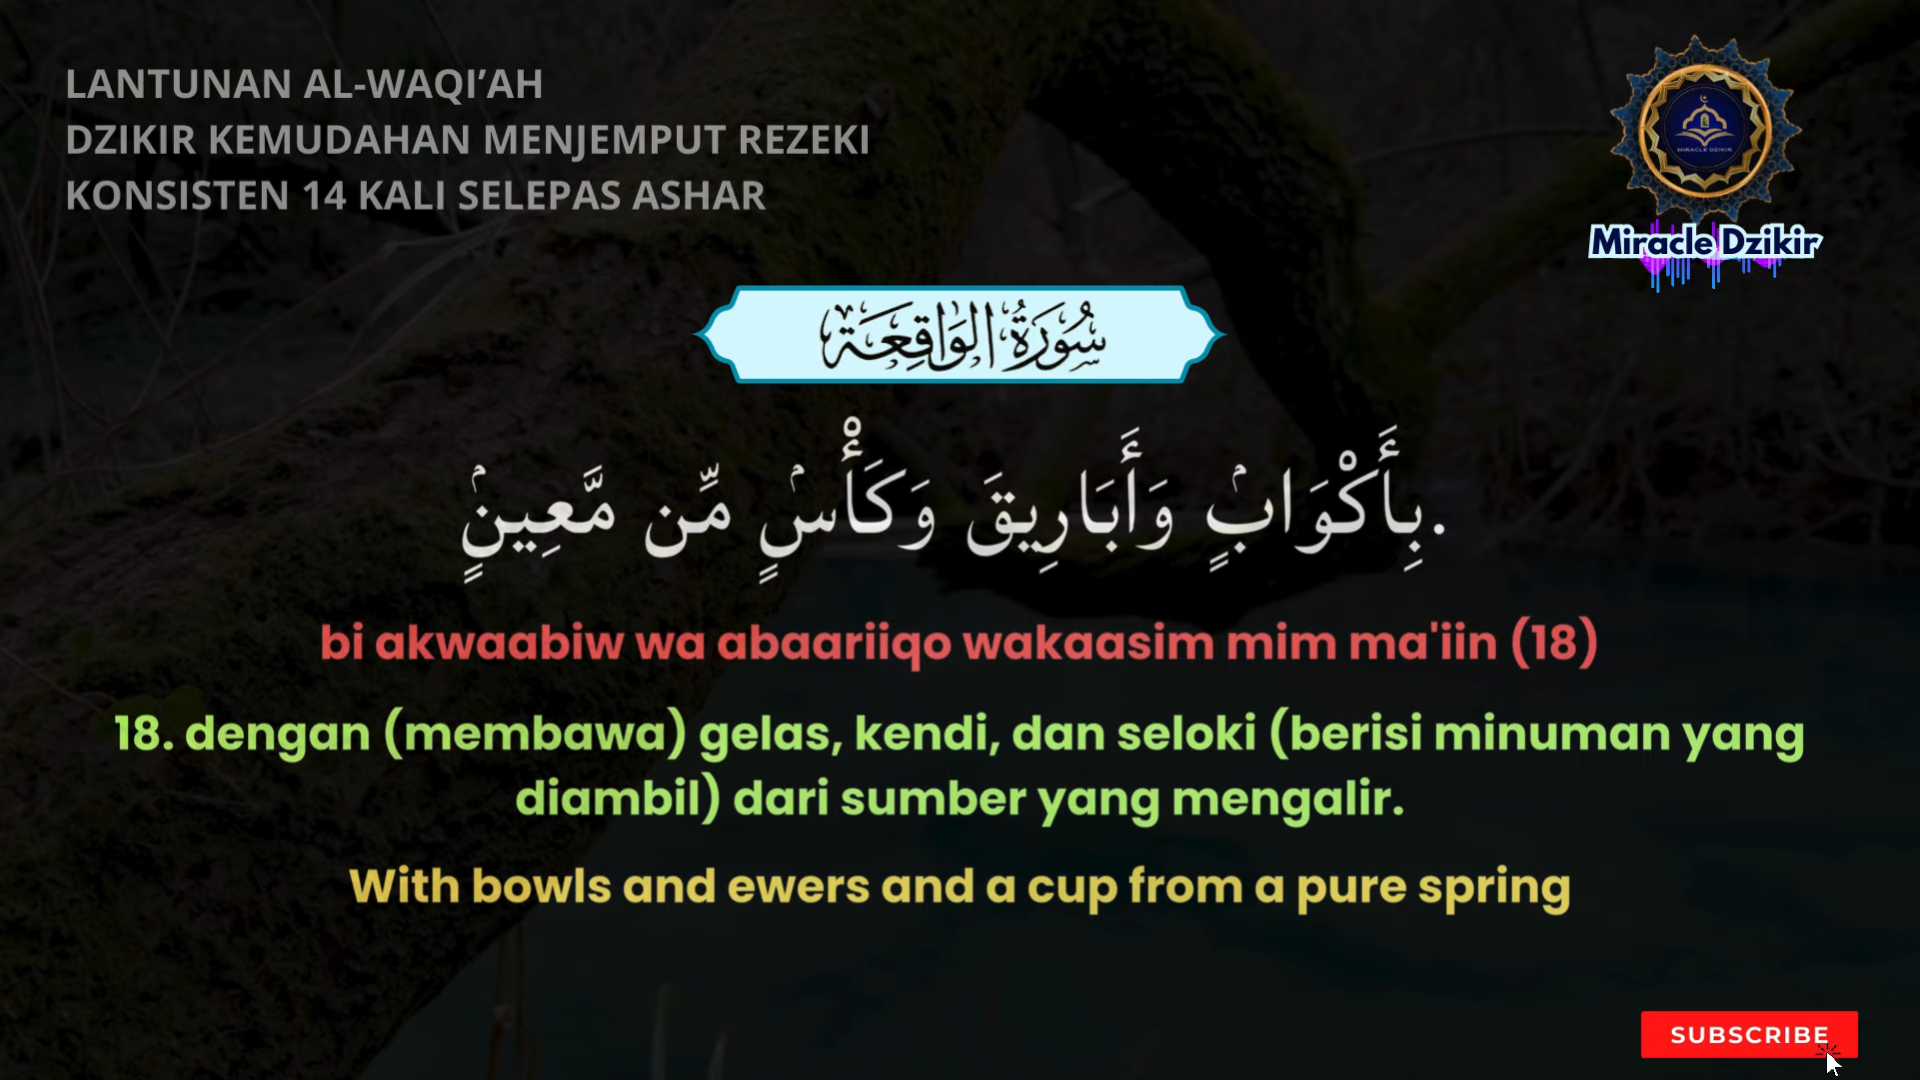 LANTUNAN AL-WAQI’AH
DZIKIR KEMUDAHAN MENJEMPUT REZEKI
KONSISTEN 14 KALI SELEPAS ASHAR
MIRACLE DZIKIR
Miracle Dzikir
سُورَةُ الوَاقِعَة
بِأَكْوَابٍۢ وَأَبَارِيقَ وَكَأْسٍۢ مِّن مَّعِينٍۢ.
bi akwaabiw wa abaariiqo wakaasim mim ma'iin (18)
18. dengan (membawa) gelas, kendi, dan seloki (berisi minuman yang
diambil) dari sumber yang mengalir.
With bowls and ewers and a cup from a pure spring
SUBSCRIBE